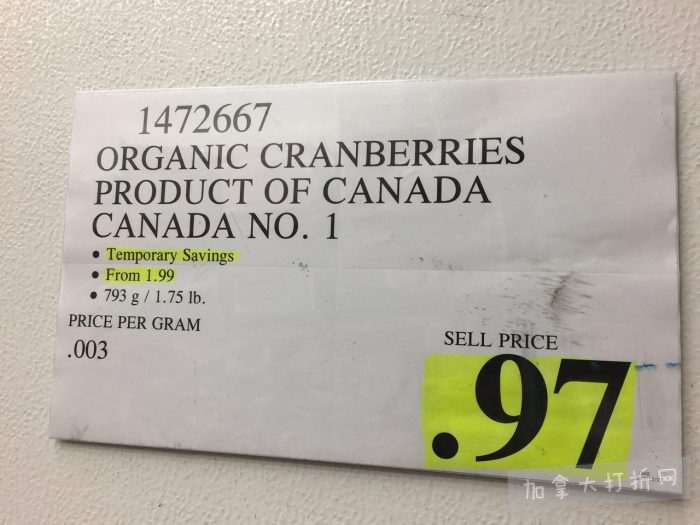 1472667
ORGANIC CRANBERRIES
PRODUCT OF CANADA
CANADA NO. 1
• Temporary Savings
• From 1.99
• 793 g / 1.75 lb.
PRICE PER GRAM
.003
SELL PRICE
.97
加拿大打折网